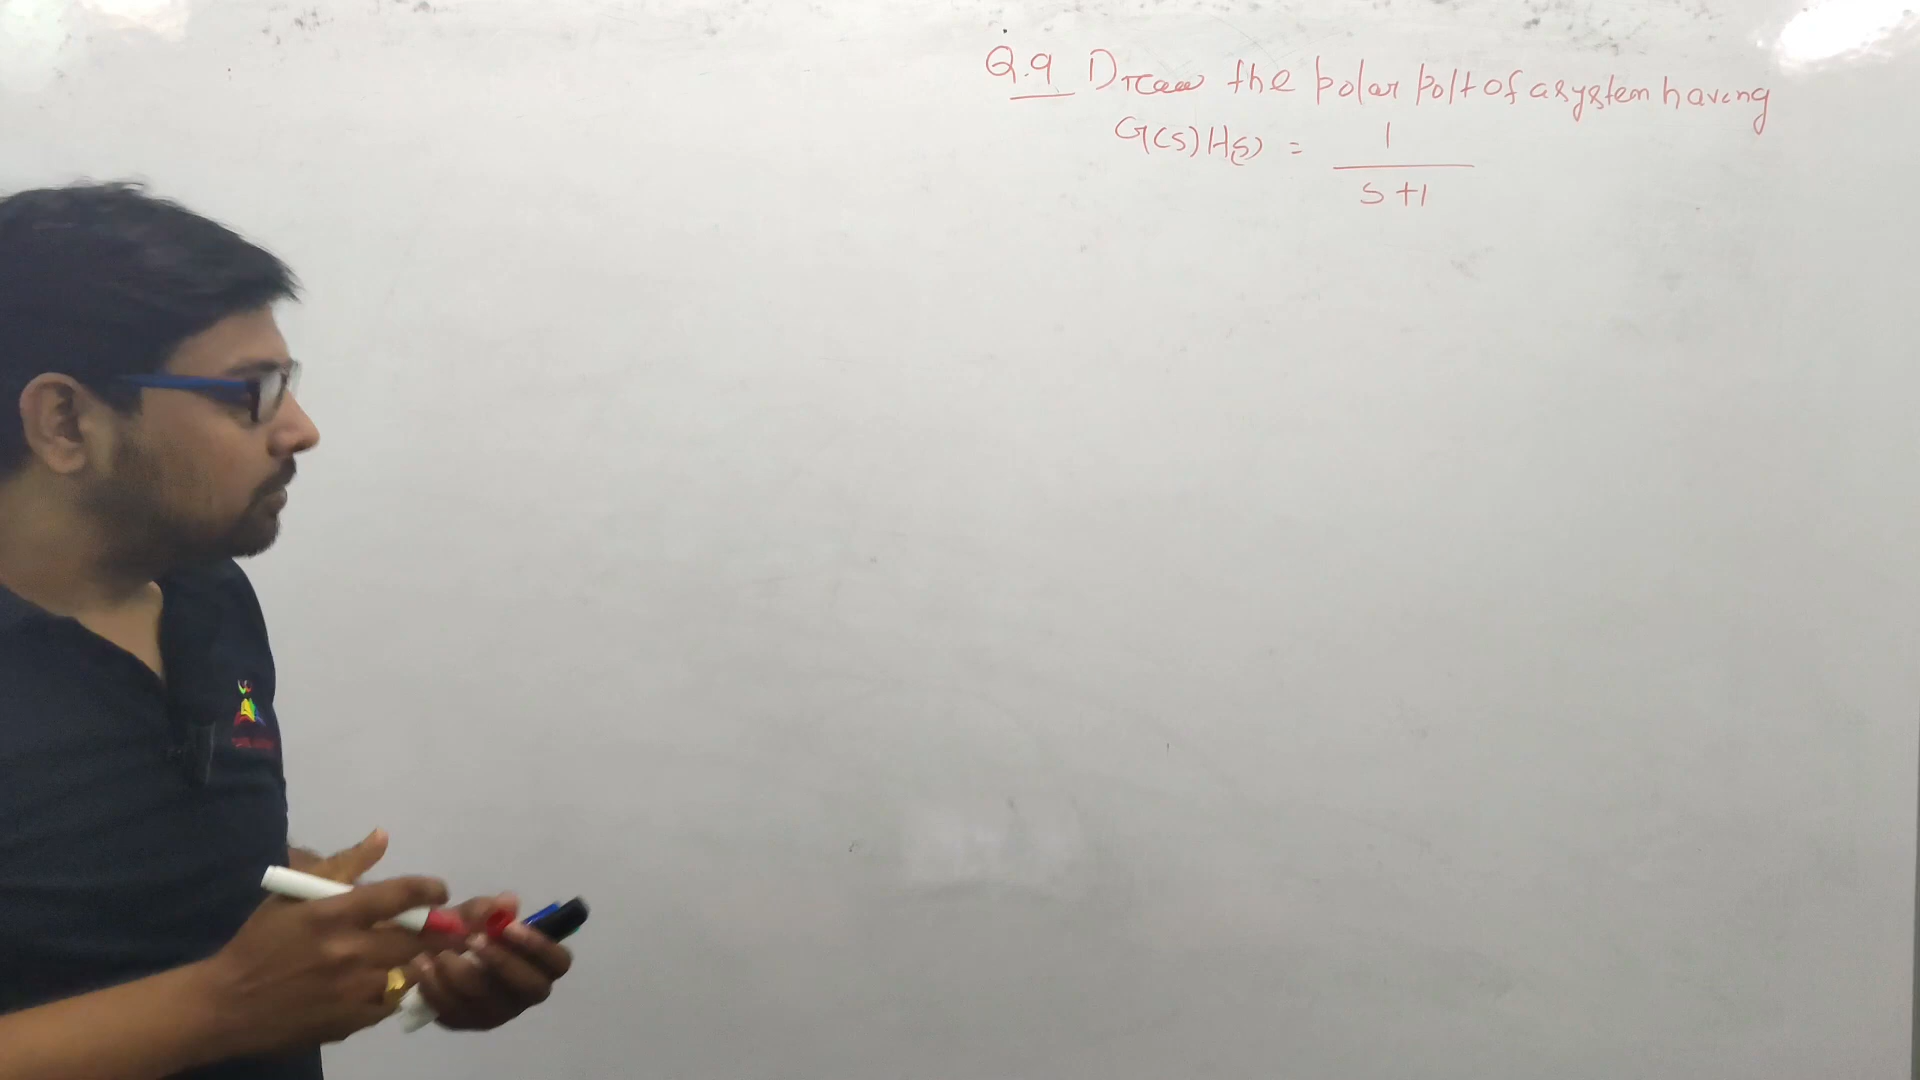 Q.9 Draw the polar polt of a system having
G(s)H(s) = 1
s+1